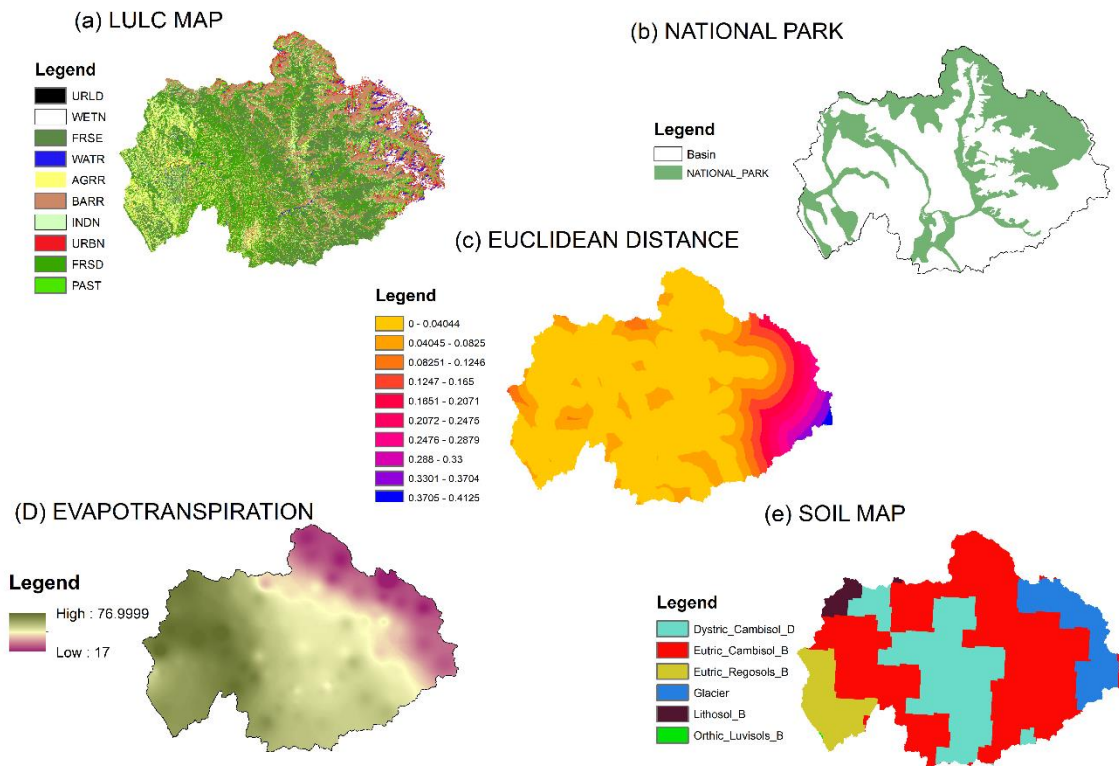 (a) LULC MAP
Legend
URLD
WETN
FRSE
WATR
AGRR
BARR
INDN
URBN
FRSD
PAST
(b) NATIONAL PARK
Legend
Basin
NATIONAL_PARK
(c) EUCLIDEAN DISTANCE
Legend
0 - 0.04044
0.04045 - 0.0825
0.08251 - 0.1246
0.1247 - 0.165
0.1651 - 0.2071
0.2072 - 0.2475
0.2476 - 0.2879
0.288 - 0.33
0.3301 - 0.3704
0.3705 - 0.4125
(D) EVAPOTRANSPIRATION
Legend
High : 76.9999
Low : 17
(e) SOIL MAP
Legend
Dystric_Cambisol_D
Eutric_Cambisol_B
Eutric_Regosols_B
Glacier
Lithosol_B
Orthic_Luvisols_B